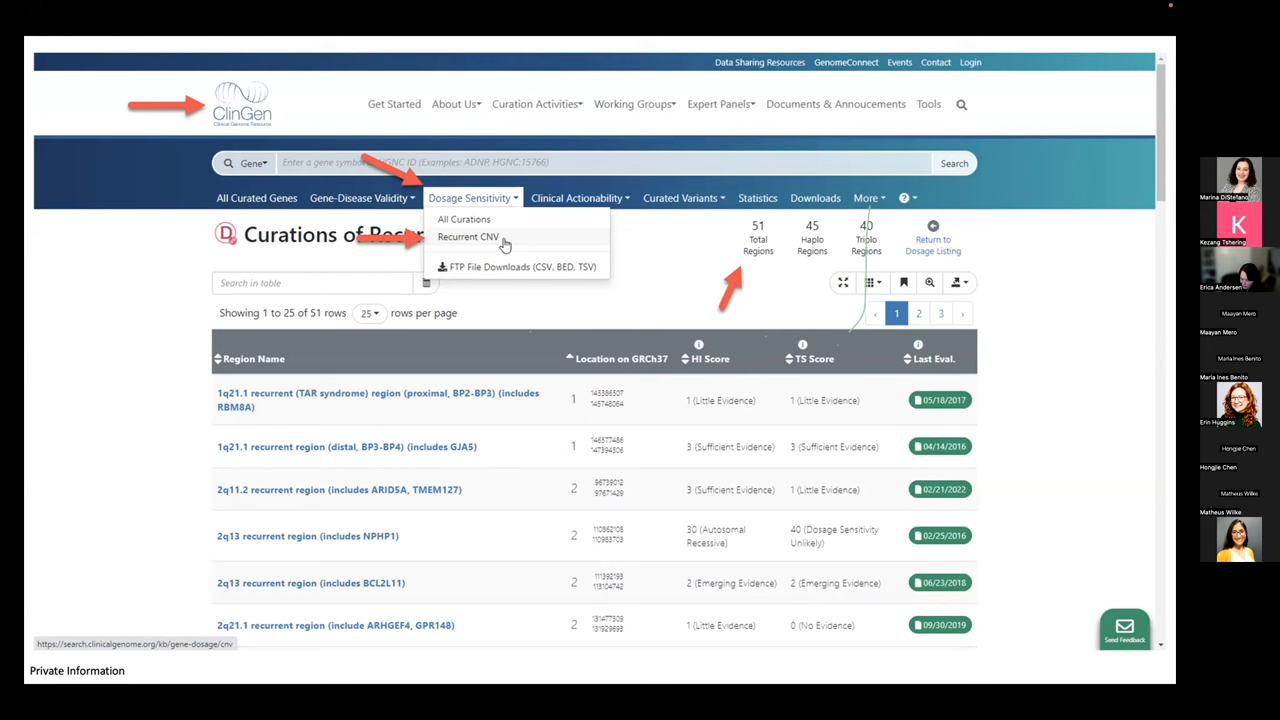 Data Sharing Resources GenomeConnect Events Contact Login
ClinGen
Clinical Genome Resource
Get Started About Us Curation Activities Working Groups Expert Panels Documents & Annoucements Tools
Gene Enter a gene symb HGNC ID (Examples: ADNP, HGNC:15766) Search
All Curated Genes Gene-Disease Validity Dosage Sensitivity Clinical Actionability Curated Variants Statistics Downloads More
All Curations
Recurrent CNV
FTP File Downloads (CSV, BED, TSV)
Curations of Recurr
51 Total Regions
45 Haplo Regions
40 Triplo Regions
Return to Dosage Listing
Search in table
Showing 1 to 25 of 51 rows 25 rows per page
‹ 1 2 3 ›
Region Name Location on GRCh37 HI Score TS Score Last Eval.
1q21.1 recurrent (TAR syndrome) region (proximal, BP2-BP3) (includes
RBM8A)
1 145386507 145748064 1 (Little Evidence) 1 (Little Evidence) 05/18/2017
1q21.1 recurrent region (distal, BP3-BP4) (includes GJA5) 1 146577486 147394506 3 (Sufficient Evidence) 3 (Sufficient Evidence) 04/14/2016
2q11.2 recurrent region (includes ARID5A, TMEM127) 2 96739012 97671429 3 (Sufficient Evidence) 1 (Little Evidence) 02/21/2022
2q13 recurrent region (includes NPHP1) 2 110862108 110983703 30 (Autosomal Recessive) 40 (Dosage Sensitivity Unlikely) 02/25/2016
2q13 recurrent region (includes BCL2L11) 2 111392193 113104742 2 (Emerging Evidence) 2 (Emerging Evidence) 06/23/2018
2q21.1 recurrent region (include ARHGEF4, GPR148) 2 131477309 131929693 1 (Little Evidence) 0 (No Evidence) 09/30/2019
Send Feedback
https://search.clinicalgenome.org/kb/gene-dosage/cnv
Private Information
Marina DiStefano
K
Kezang Tshering
Erica Andersen
Maayan Mero
Maayan Mero
Maria Ines Benito
Maria Ines Benito
Erin Huggins
Hongjie Chen
Hongjie Chen
Matheus Wilke
Matheus Wilke